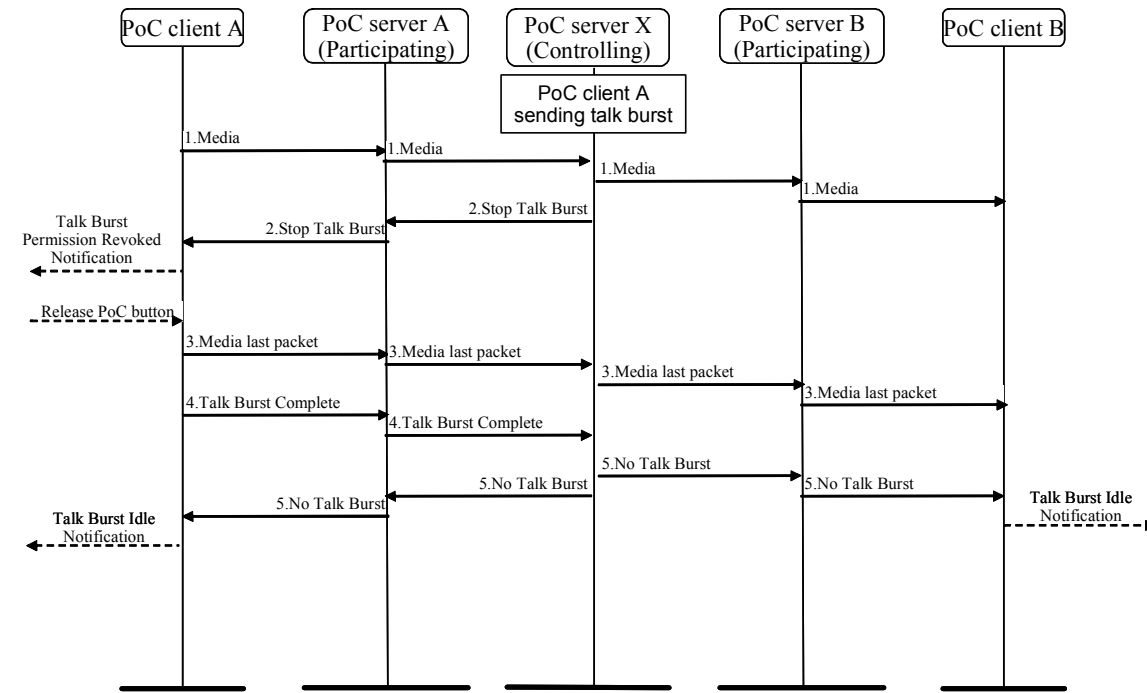 PoC client A
PoC server A
(Participating)
PoC server X
(Controlling)
PoC server B
(Participating)
PoC client B
PoC client A
sending talk burst
1.Media
1.Media
1.Media
1.Media
2.Stop Talk Burst
2.Stop Talk Burst
Talk Burst
Permission Revoked
Notification
Release PoC button
3.Media last packet
3.Media last packet
3.Media last packet
3.Media last packet
4.Talk Burst Complete
4.Talk Burst Complete
5.No Talk Burst
5.No Talk Burst
5.No Talk Burst
5.No Talk Burst
Talk Burst Idle
Notification
Talk Burst Idle
Notification